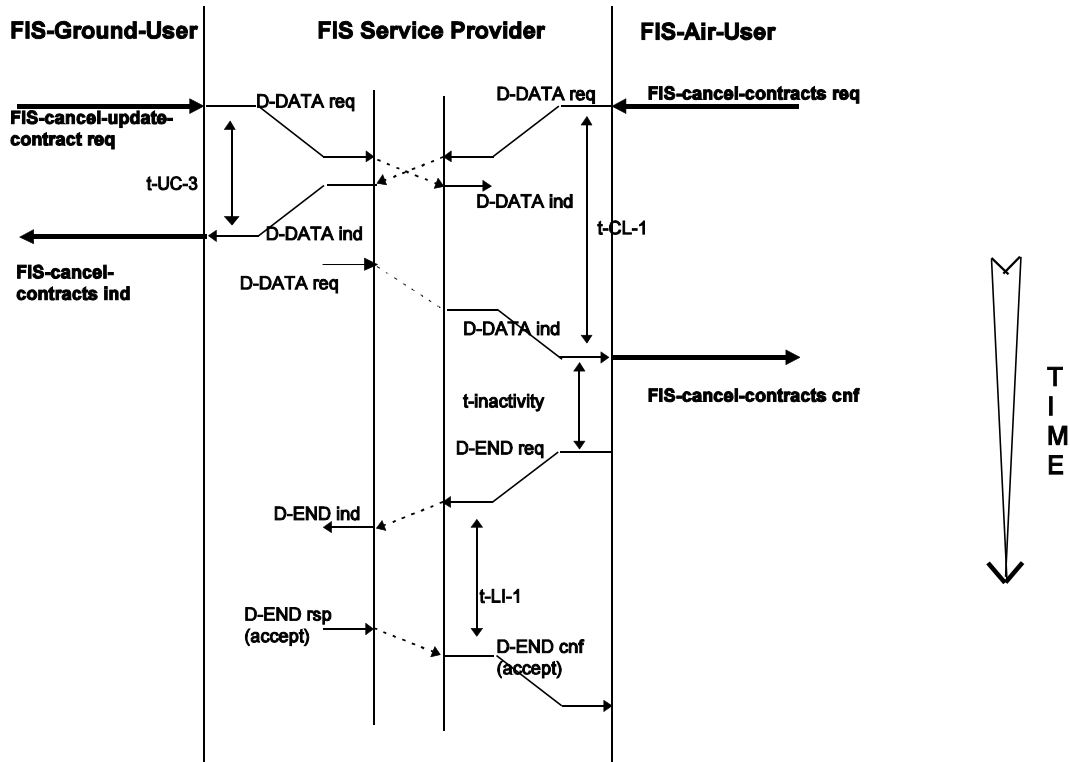 FIS-Ground-User
FIS Service Provider
FIS-Air-User
D-DATA req
D-DATA req
FIS-cancel-contracts req
FIS-cancel-update-
contract req
t-UC-3
D-DATA ind
t-CL-1
D-DATA ind
FIS-cancel-
contracts ind
D-DATA req
D-DATA ind
t-inactivity
FIS-cancel-contracts cnf
D-END req
D-END ind
t-LI-1
D-END rsp
(accept)
D-END cnf
(accept)
T
I
M
E